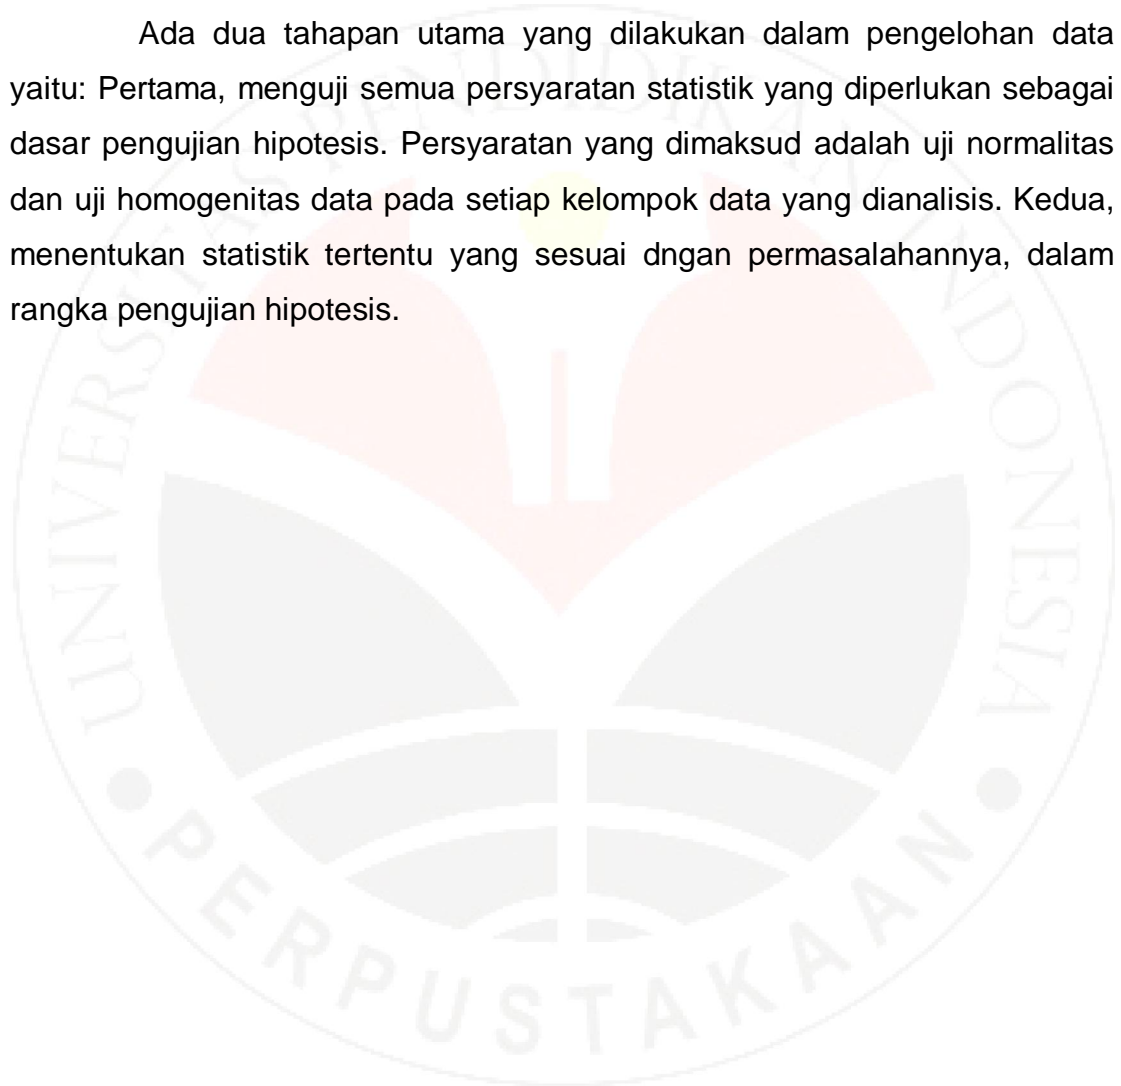 Ada dua tahapan utama yang dilakukan dalam pengelohan data
yaitu: Pertama, menguji semua persyaratan statistik yang diperlukan sebagai
dasar pengujian hipotesis. Persyaratan yang dimaksud adalah uji normalitas
dan uji homogenitas data pada setiap kelompok data yang dianalisis. Kedua,
menentukan statistik tertentu yang sesuai dngan permasalahannya, dalam
rangka pengujian hipotesis.
UNIVERSITAS PENDIDIKAN INDONESIA
PERPUSTAKAAN